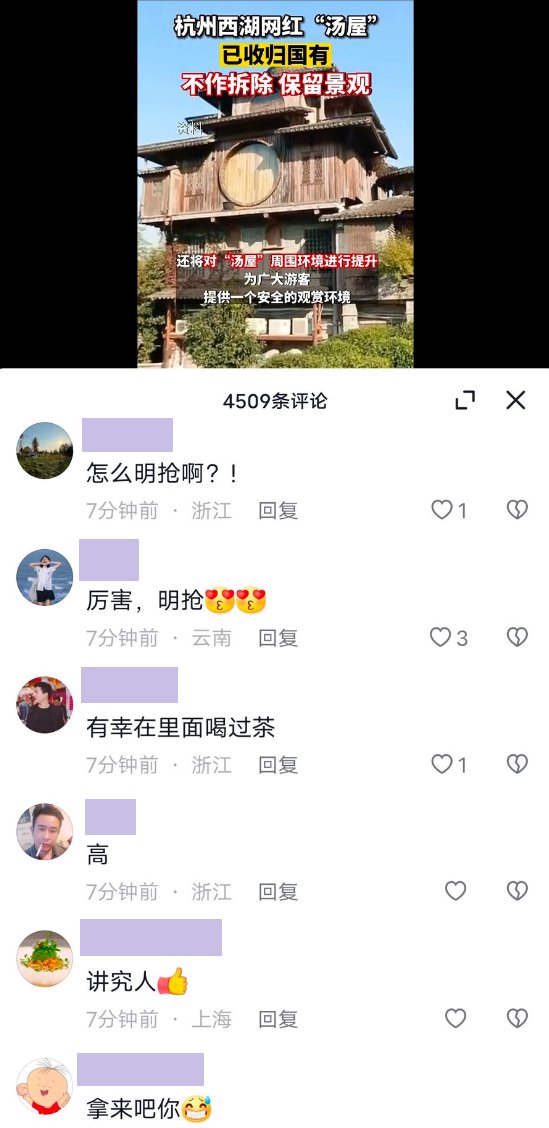 杭州西湖网红“汤屋”
已收归国有
不作拆除 保留景观
资料
还将对“汤屋”周围环境进行提升
为广大游客
提供一个安全的观赏环境
4509条评论
怎么明抢啊？！
7分钟前 · 浙江 回复 1
厉害，明抢😍😍
7分钟前 · 云南 回复 3
有幸在里面喝过茶
7分钟前 · 浙江 回复 1
高
7分钟前 · 浙江 回复
讲究人👍
7分钟前 · 上海 回复
拿来吧你😅